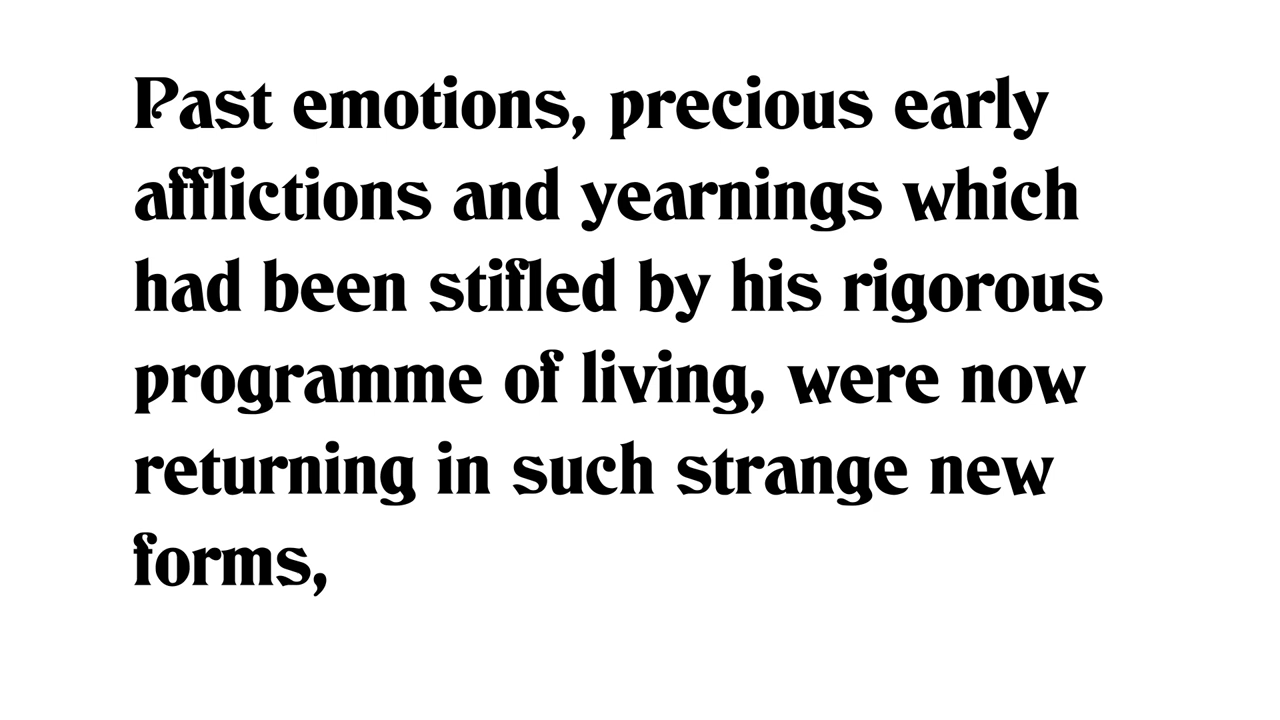 Past emotions, precious early
afflictions and yearnings which
had been stifled by his rigorous
programme of living, were now
returning in such strange new
forms,